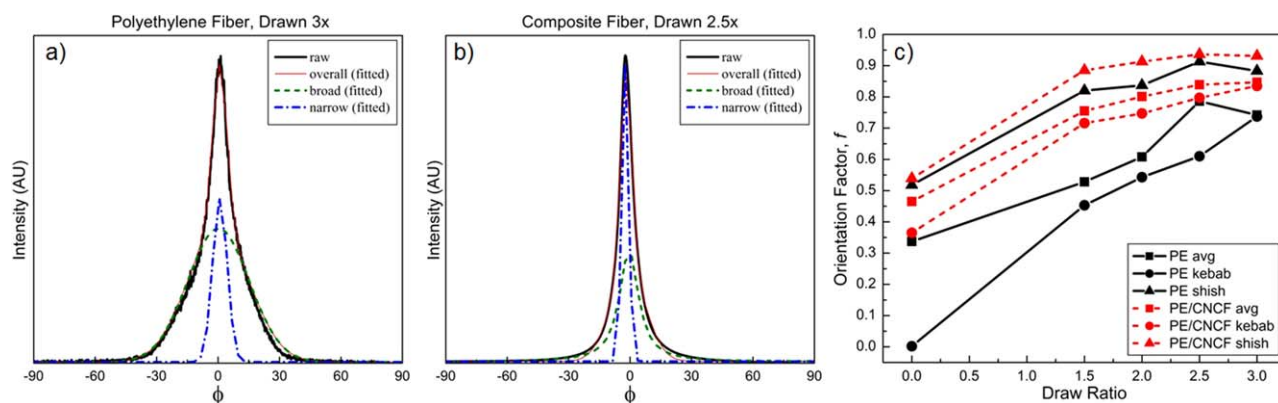 Polyethylene Fiber, Drawn 3x
a)
raw
overall (fitted)
broad (fitted)
narrow (fitted)
Intensity (AU)
-90 -60 -30 0 30 60 90
ϕ
Composite Fiber, Drawn 2.5x
b)
raw
overall (fitted)
broad (fitted)
narrow (fitted)
Intensity (AU)
-90 -60 -30 0 30 60 90
ϕ
c)
1.0
0.9
0.8
0.7
0.6
0.5
0.4
0.3
0.2
0.1
0.0
Orientation Factor, f
PE avg
PE kebab
PE shish
PE/CNCF avg
PE/CNCF kebab
PE/CNCF shish
0.0 0.5 1.0 1.5 2.0 2.5 3.0
Draw Ratio